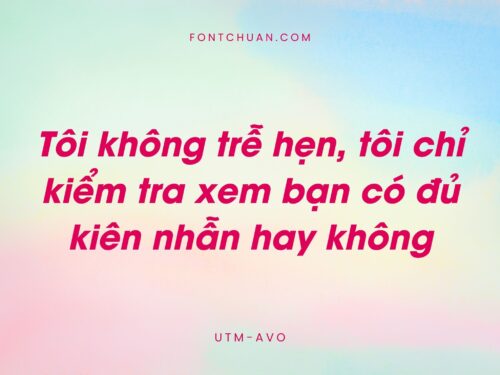 FONTCHUAN.COM
Tôi không trễ hẹn, tôi chỉ
kiểm tra xem bạn có đủ
kiên nhẫn hay không
UTM-AVO